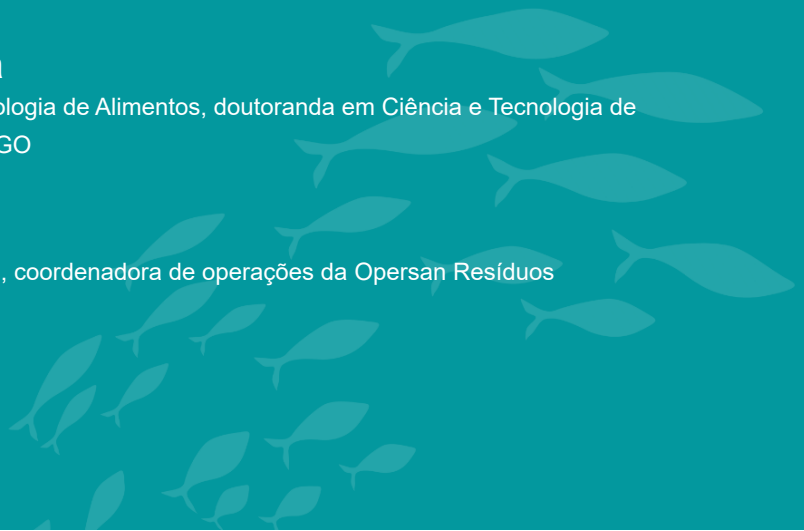 a
ologia de Alimentos, doutoranda em Ciência e Tecnologia de
GO
, coordenadora de operações da Opersan Resíduos